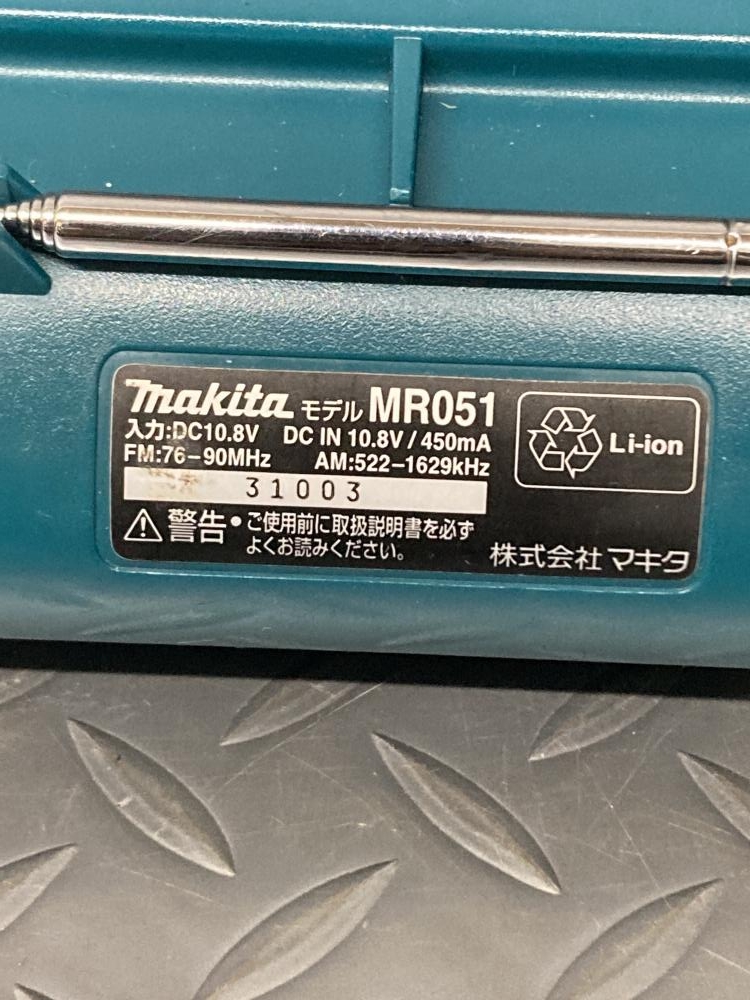 makita モデル MR051
入力:DC10.8V DC IN 10.8V / 450mA
FM:76-90MHz AM:522-1629kHz
31003
Li-ion
警告・ご使用前に取扱説明書を必ず
よくお読みください。
株式会社 マキタ